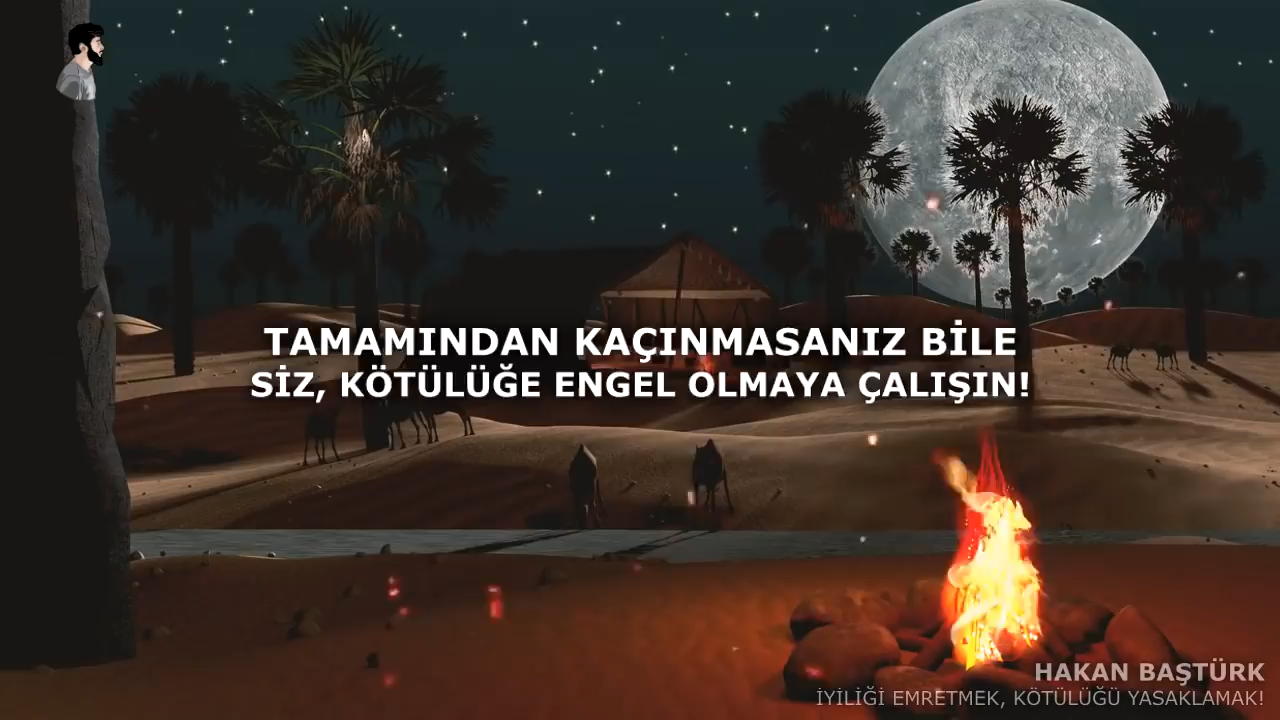 TAMAMINDAN KAÇINMASANIZ BİLE
SİZ, KÖTÜLÜĞE ENGEL OLMAYA ÇALIŞIN!
HAKAN BAŞTÜRK
İYİLİĞİ EMRETMEK, KÖTÜLÜĞÜ YASAKLAMAK!